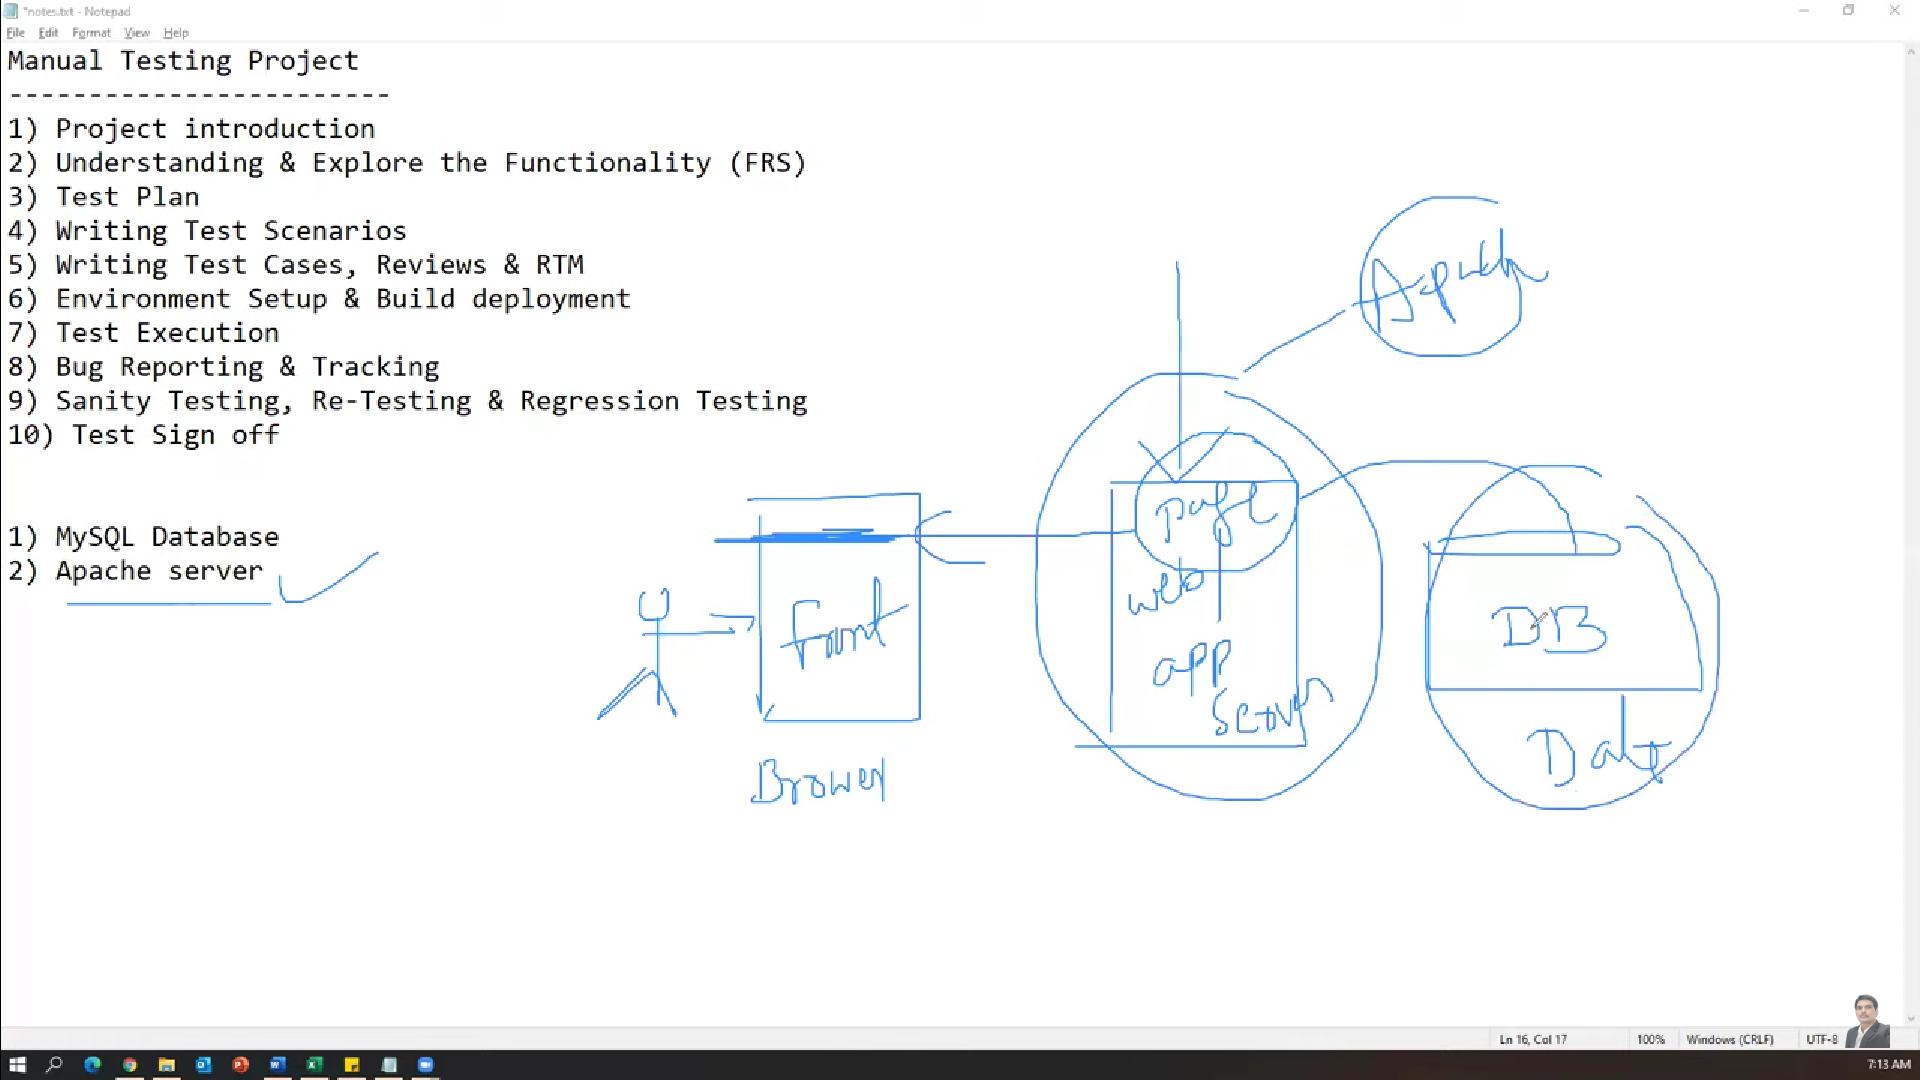 *notes.txt - Notepad
File Edit Format View Help
Manual Testing Project
------------------------
1) Project introduction
2) Understanding & Explore the Functionality (FRS)
3) Test Plan
4) Writing Test Scenarios
5) Writing Test Cases, Reviews & RTM
6) Environment Setup & Build deployment
7) Test Execution
8) Bug Reporting & Tracking
9) Sanity Testing, Re-Testing & Regression Testing
10) Test Sign off
1) MySQL Database
2) Apache server
Front
web
app
Server
DB
Ln 16, Col 17 100% Windows (CRLF) UTF-8
7:13 AM